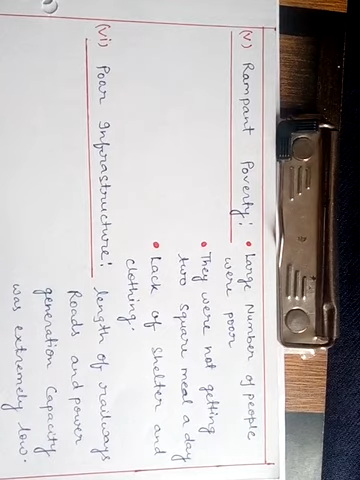 (v) Rampant Poverty: • Large Number of people
were poor
• They were not getting
two square meal a day
• Lack of Shelter and
clothing.
(vi) Poor Infrastructure: length of railways
Roads and power
generation Capacity
was extremely low.